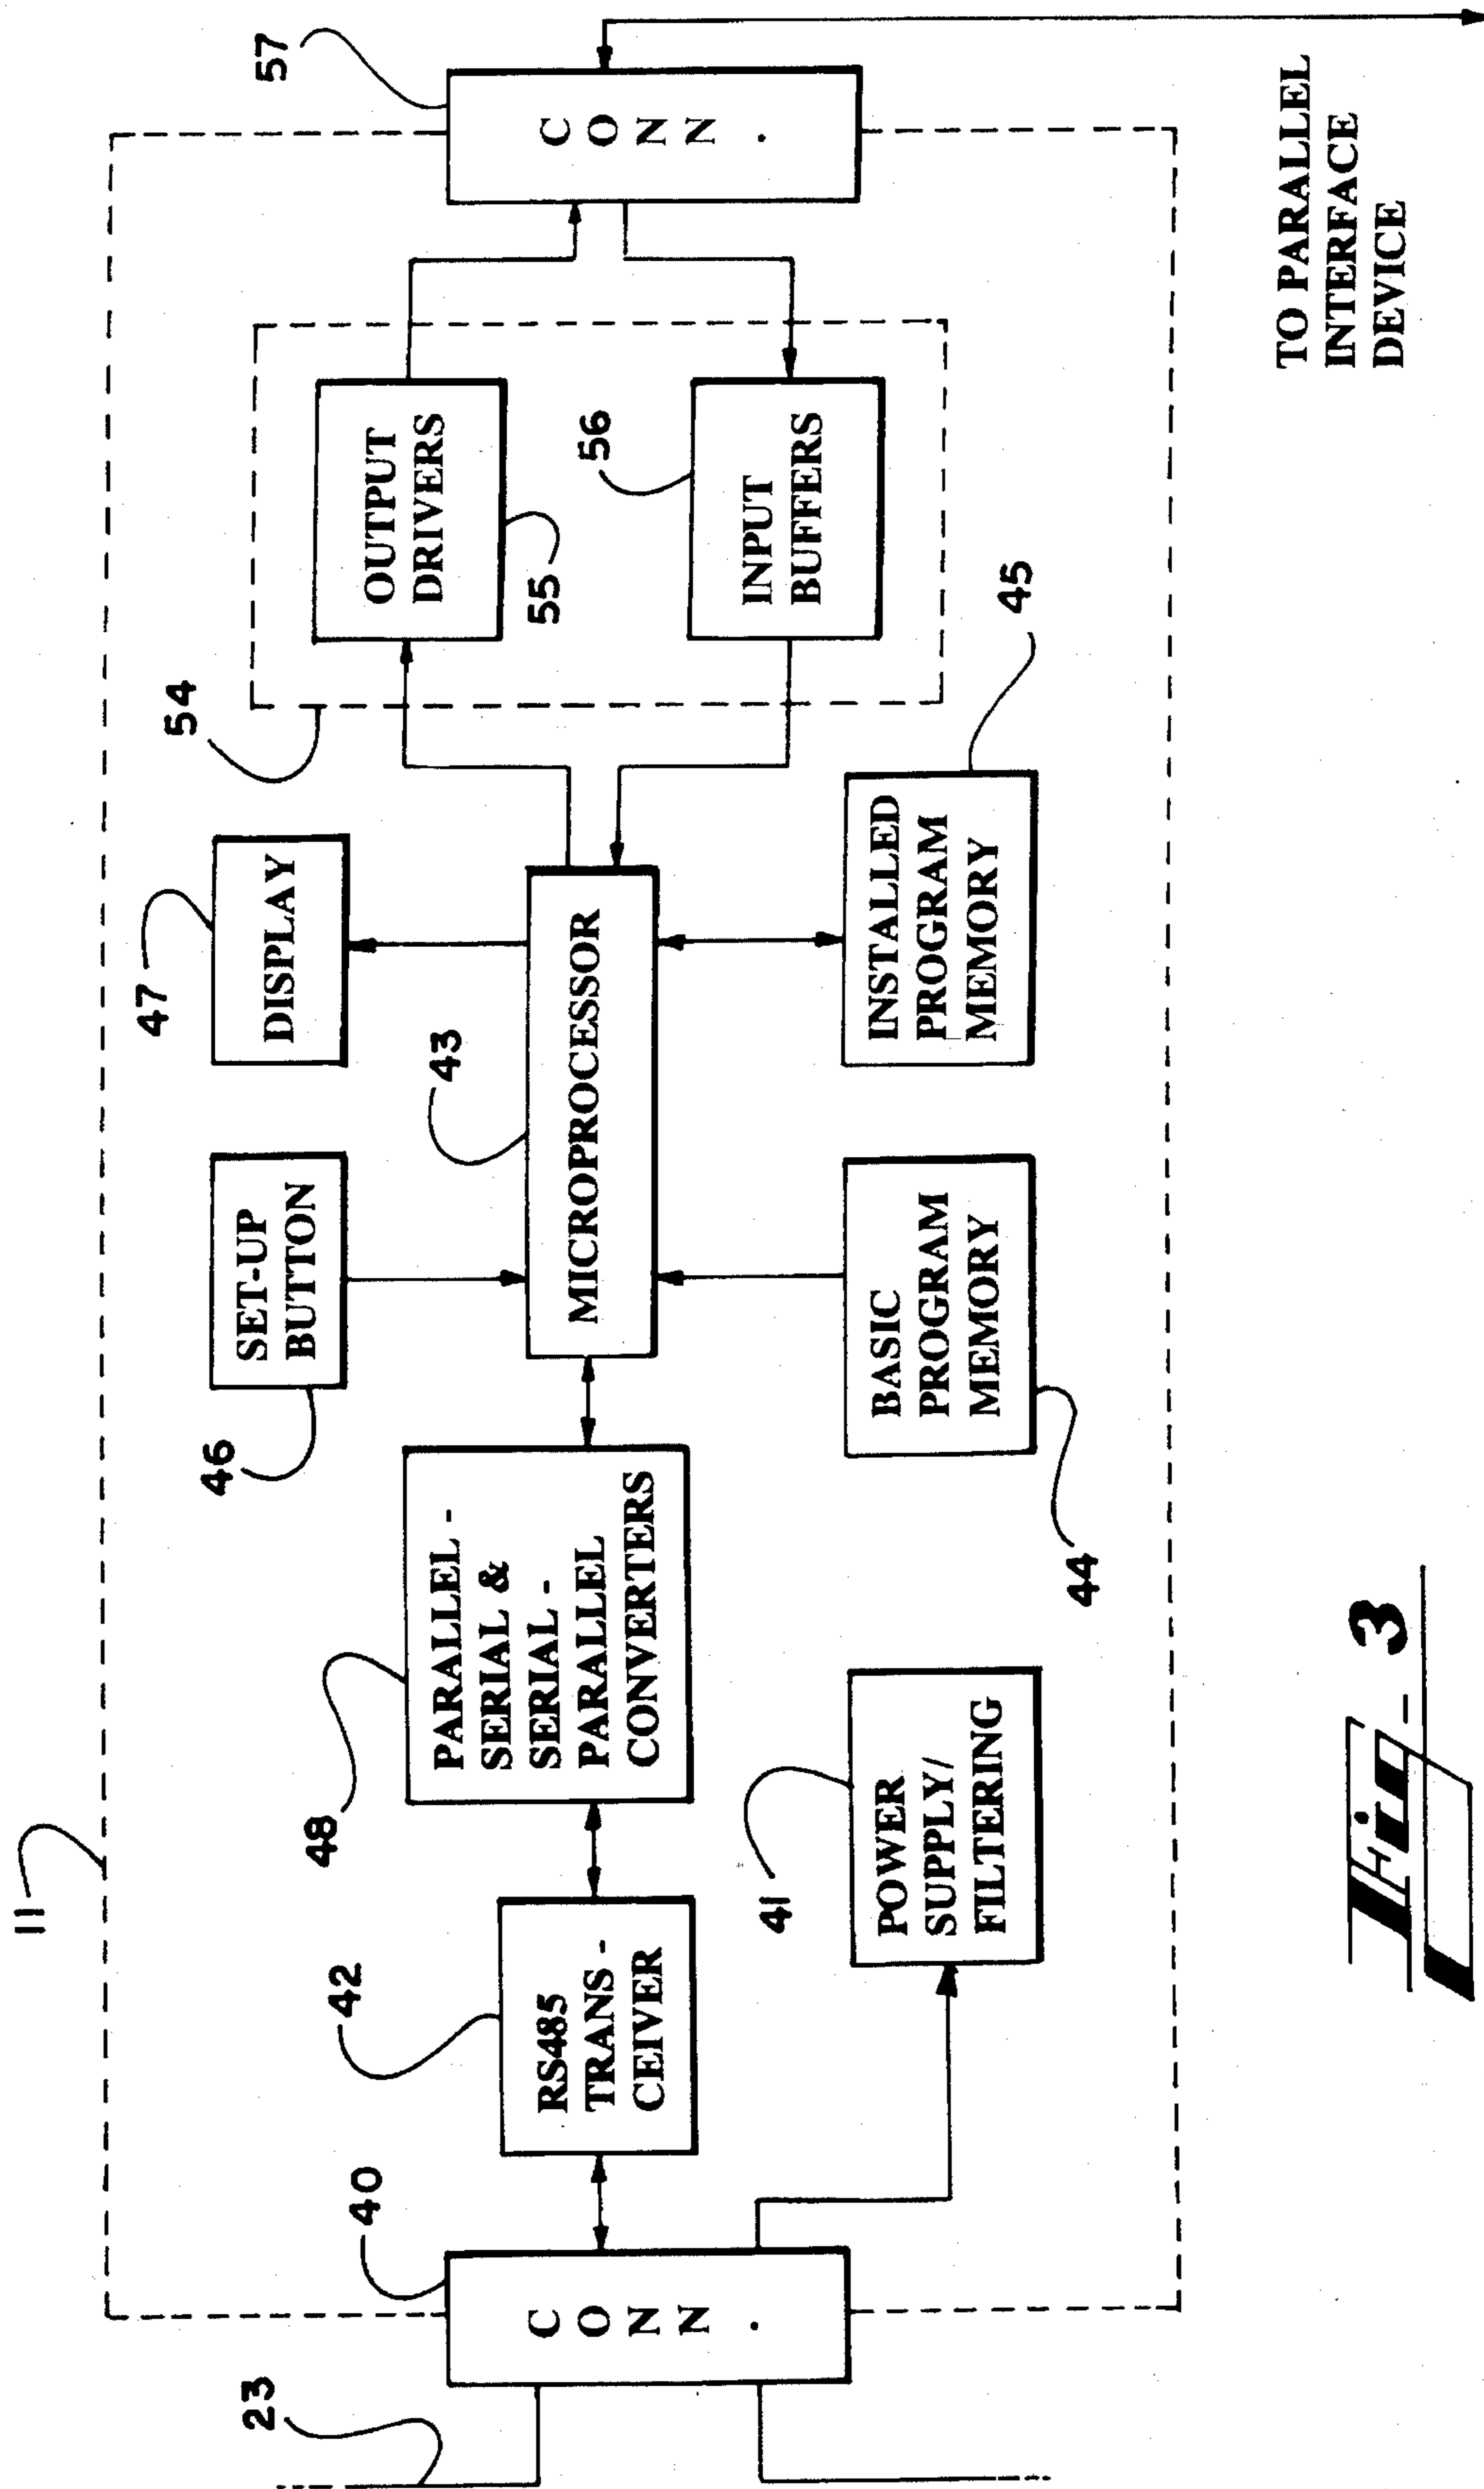 11
57
CONN.
54
OUTPUT
DRIVERS
55
56
INPUT
BUFFERS
47
DISPLAY
46
SET-UP
BUTTON
43
MICROPROCESSOR
45
INSTALLED
PROGRAM
MEMORY
44
BASIC
PROGRAM
MEMORY
48
PARALLEL -
SERIAL &
SERIAL -
PARALLEL
CONVERTERS
42
RS485
TRANS -
CEIVER
41
POWER
SUPPLY/
FILTERING
40
CONN.
23
TO PARALLEL
INTERFACE
DEVICE
Fig-3